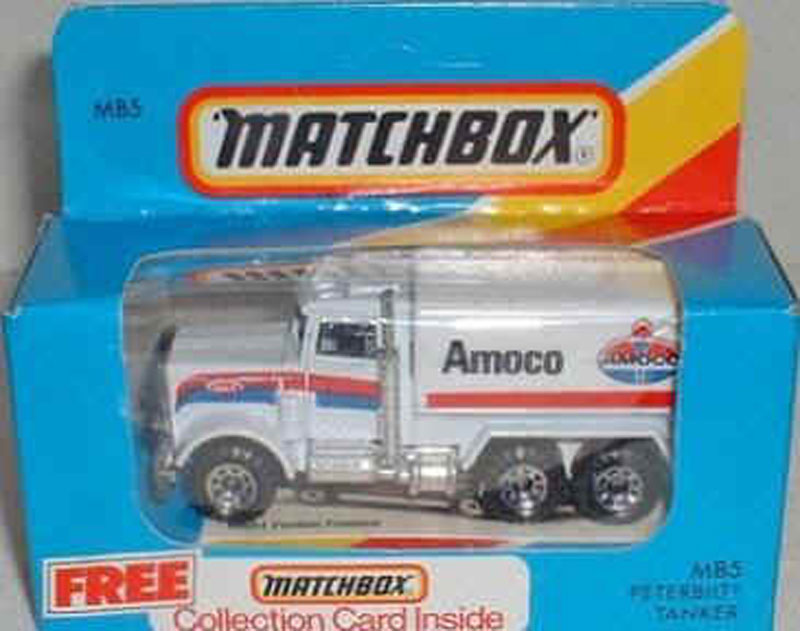 MB5
MATCHBOX
Amoco
AMOCO
FREE
MATCHBOX
Collection Card Inside
MB5
PETERBILT
TANKER